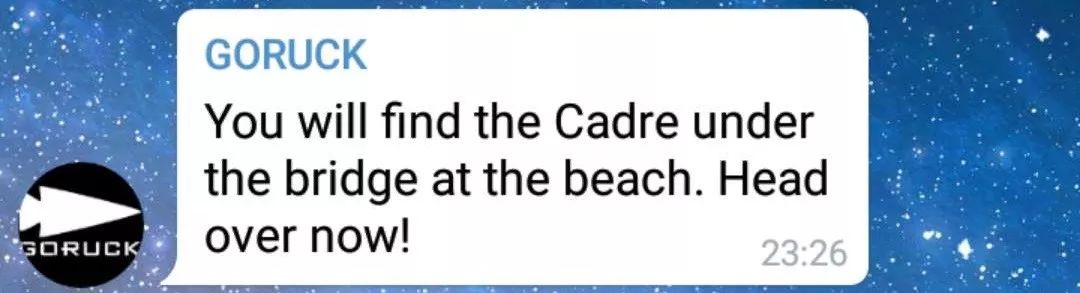 GORUCK
You will find the Cadre under
the bridge at the beach. Head
over now!
23:26
GORUCK